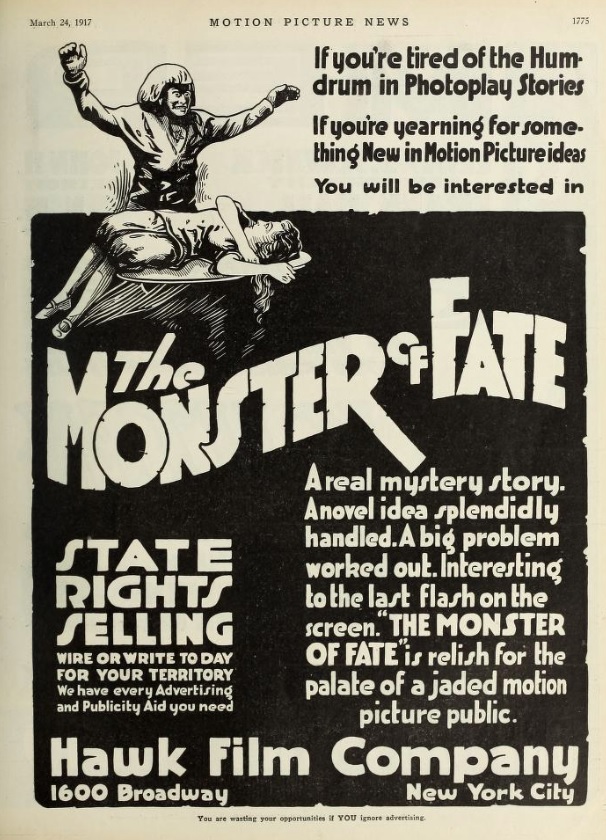 March 24, 1917
MOTION PICTURE NEWS
1775
If you're tired of the Hum-
drum in Photoplay Stories
If you're yearning for some-
thing New in Motion Picture ideas
You will be interested in
The
MONSTER OF FATE
A real mystery story.
A novel idea splendidly
handled. A big problem
worked out. Interesting
to the last flash on the
screen. "THE MONSTER
OF FATE" is relish for the
palate of a jaded motion
picture public.
STATE
RIGHTS
SELLING
WIRE OR WRITE TO DAY
FOR YOUR TERRITORY
We have every Advertising
and Publicity Aid you need
Hawk Film Company
1600 Broadway
New York City
You are wasting your opportunities if YOU ignore advertising.